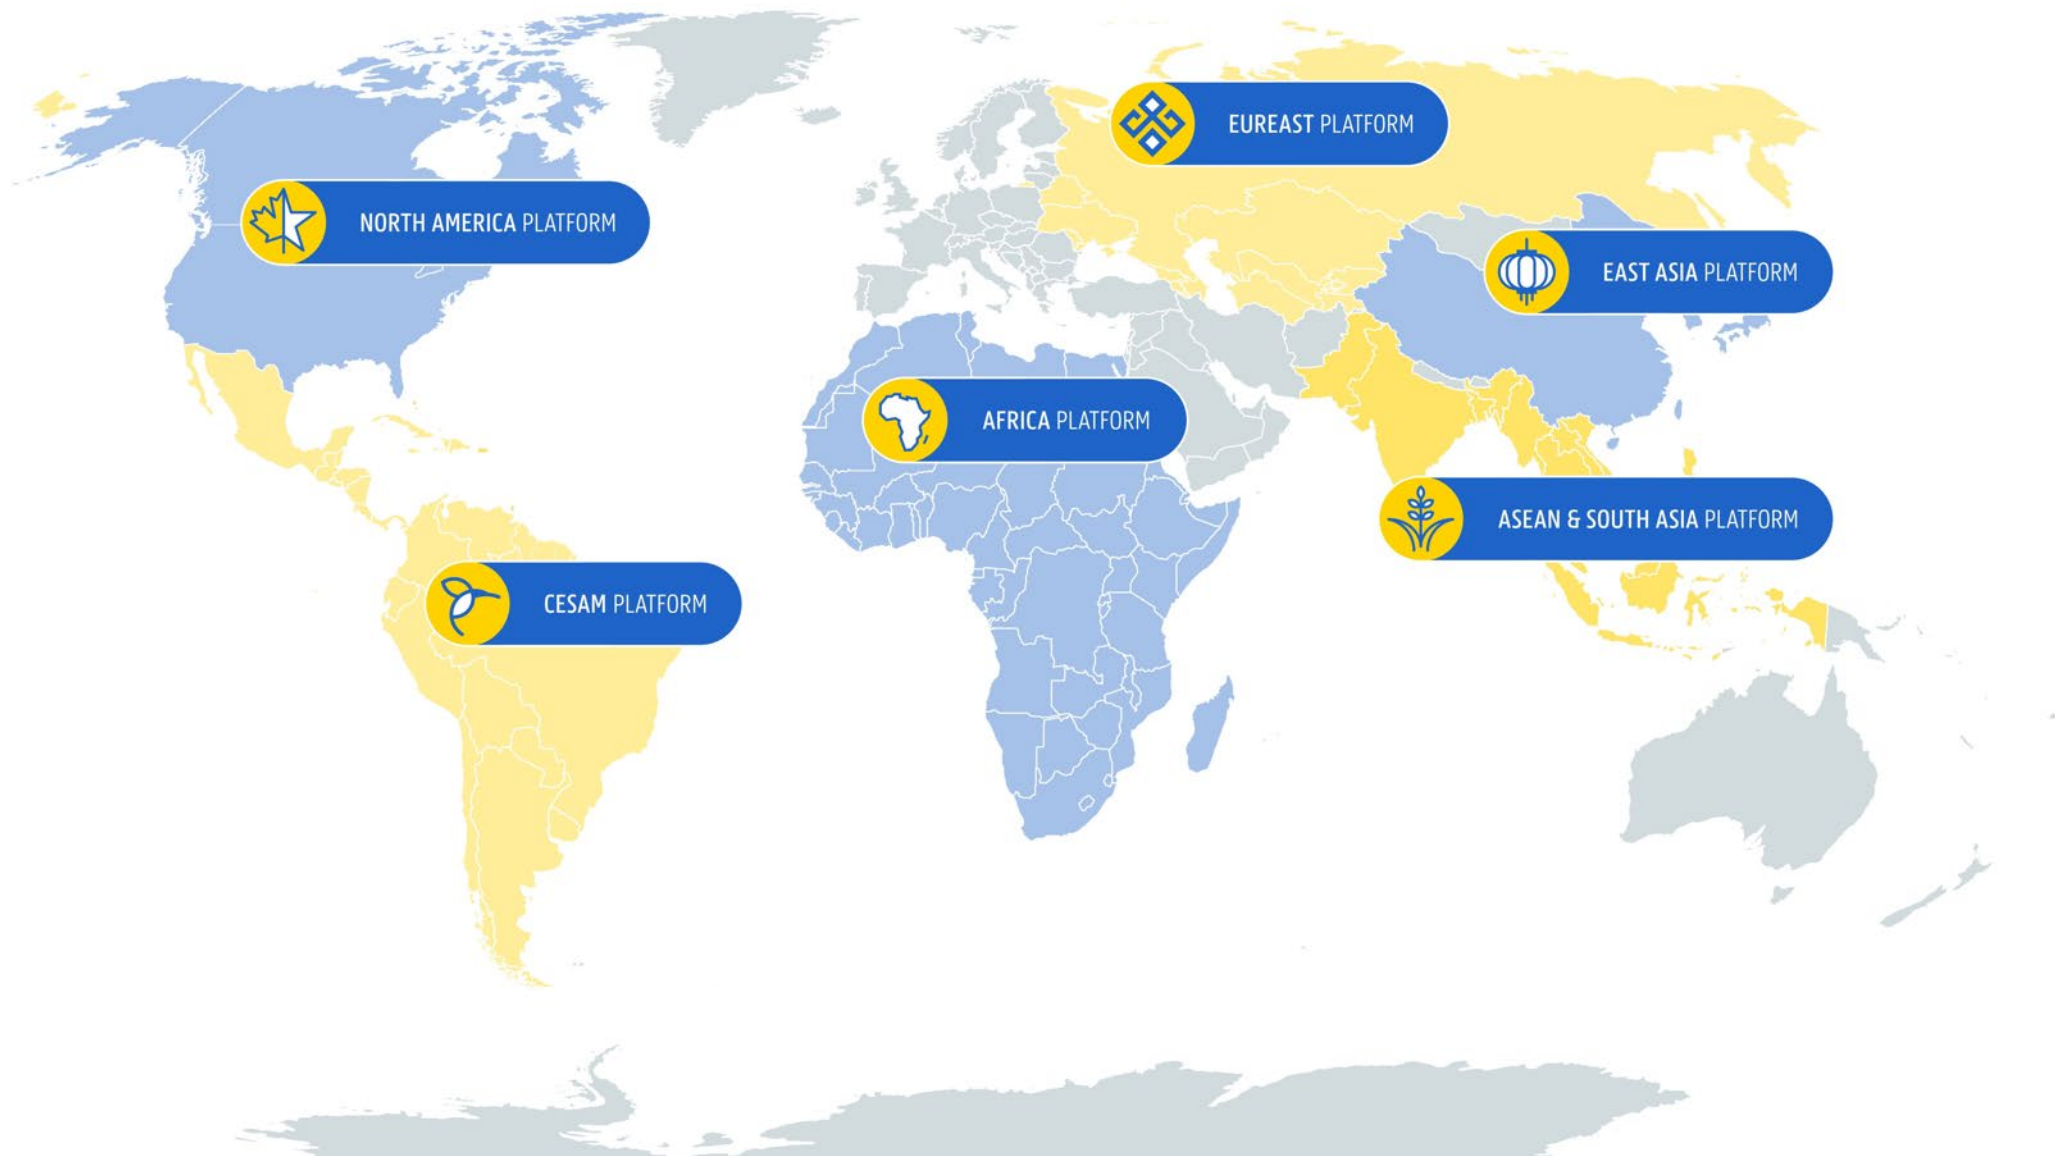 EUREAST PLATFORM
NORTH AMERICA PLATFORM
EAST ASIA PLATFORM
AFRICA PLATFORM
ASEAN & SOUTH ASIA PLATFORM
CESAM PLATFORM